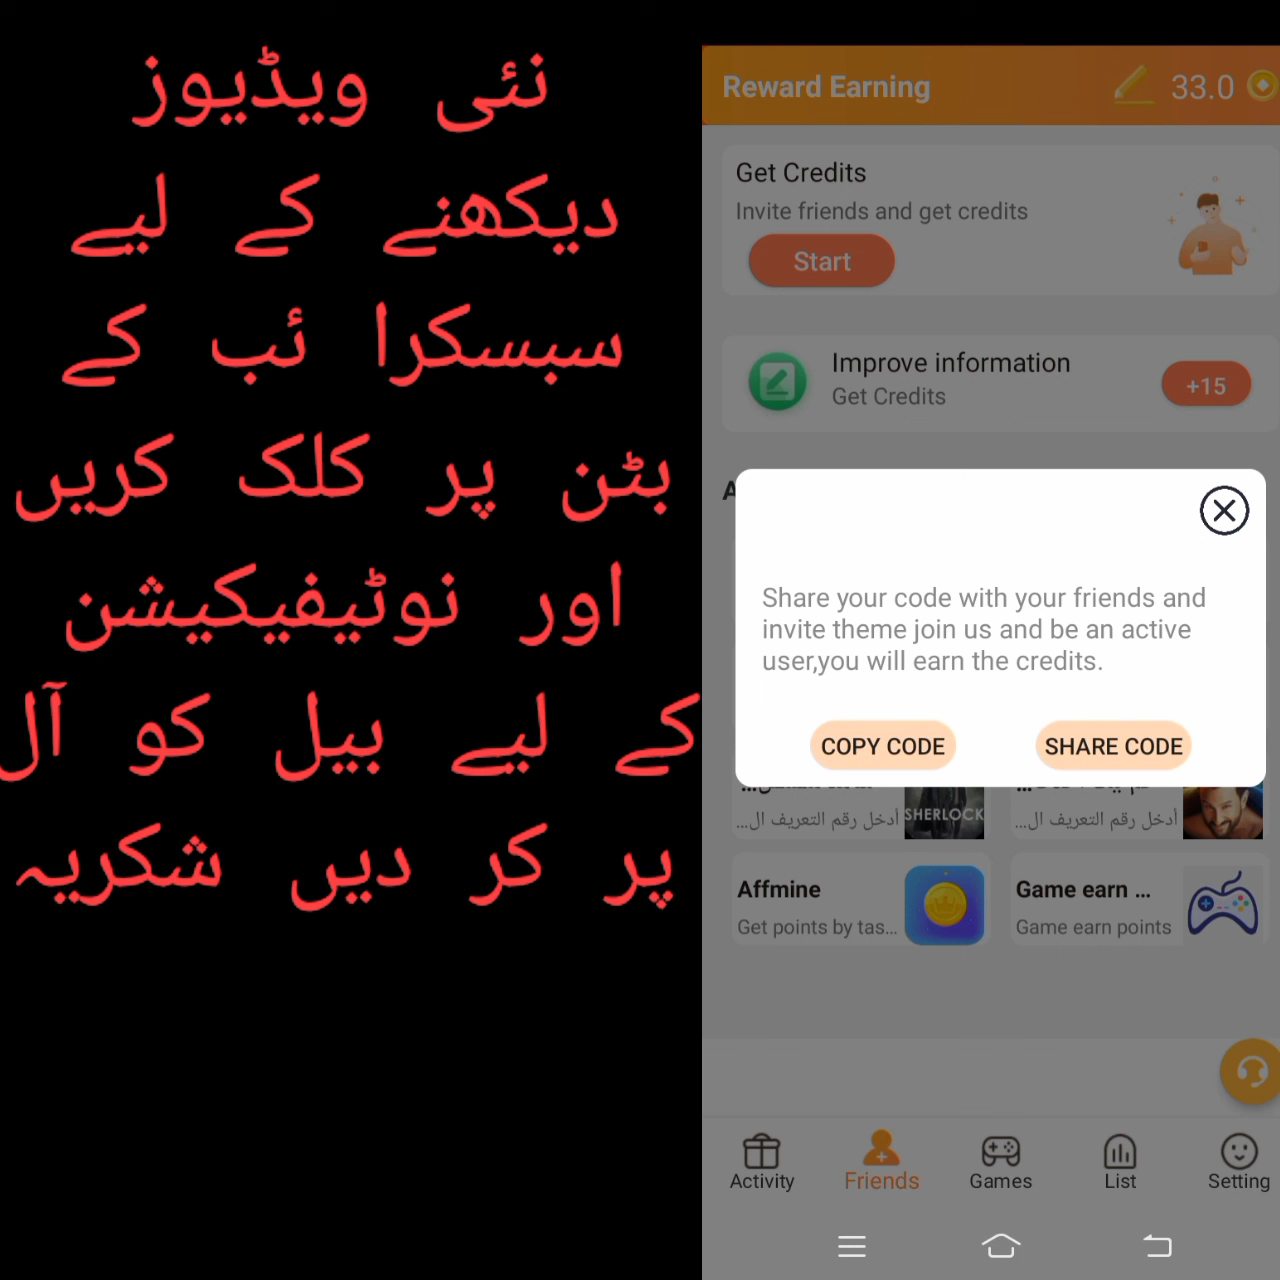 نئی ویڈیوز
دیکھنے کے لیے
سبسکرا ئب کے
بٹن پر کلک کریں
اور نوٹیفیکیشن
کے لیے بیل کو آل
پر کر دیں شکریہ
Reward Earning
33.0
Get Credits
Invite friends and get credits
Start
Improve information
Get Credits
+15
Share your code with your friends and
invite theme join us and be an active
user,you will earn the credits.
COPY CODE
SHARE CODE
أدخل رقم التعريف ال...
SHERLOCK
أدخل رقم التعريف ال...
Affmine
Get points by tas...
Game earn ...
Game earn points
Activity
Friends
Games
List
Setting